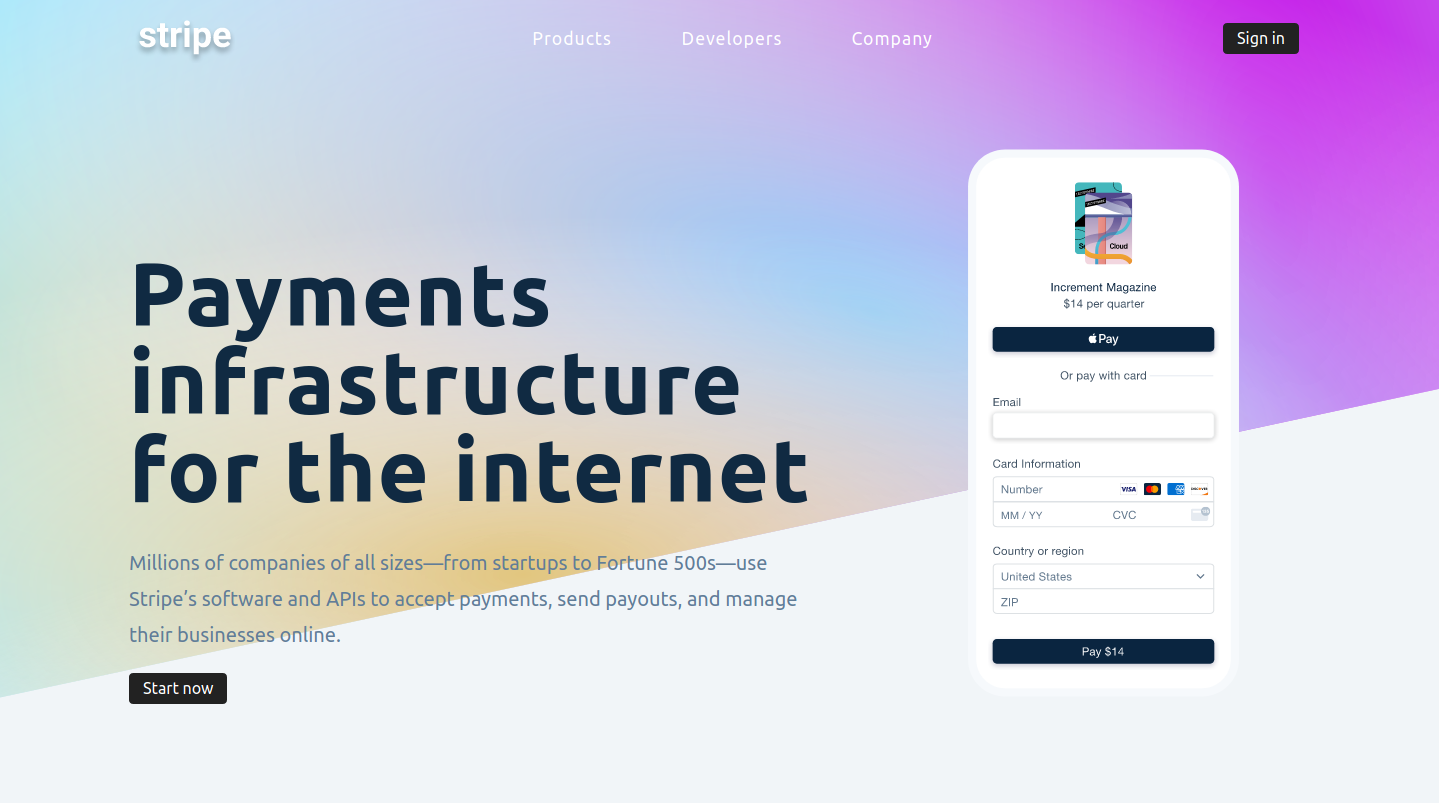 stripe
Products Developers Company
Sign in
Payments
infrastructure
for the internet
Millions of companies of all sizes—from startups to Fortune 500s—use
Stripe’s software and APIs to accept payments, send payouts, and manage
their businesses online.
Start now
Cloud
Increment Magazine
$14 per quarter
Pay
Or pay with card
Email
Card Information
Number VISA DISCOVER
MM / YY CVC
Country or region
United States
ZIP
Pay $14